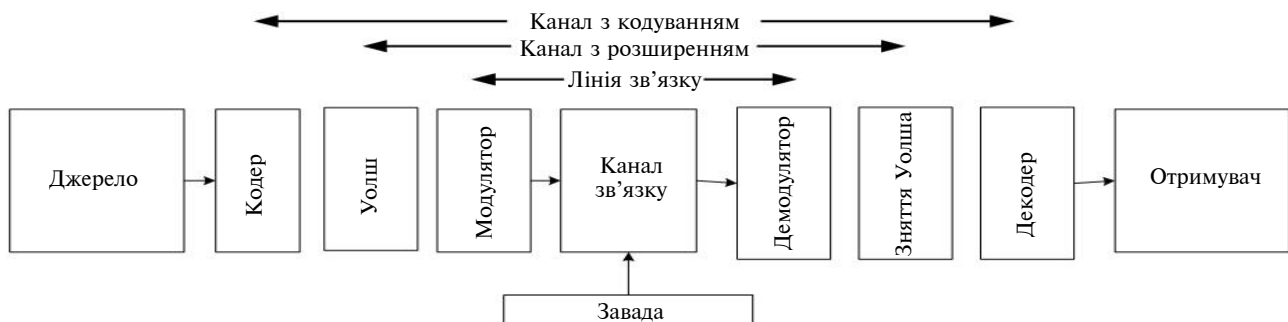 Канал з кодуванням
Канал з розширенням
Лінія зв'язку
Джерело
Кодер
Уолш
Модулятор
Канал
зв'язку
Демодулятор
Зняття Уолша
Декодер
Отримувач
Завада